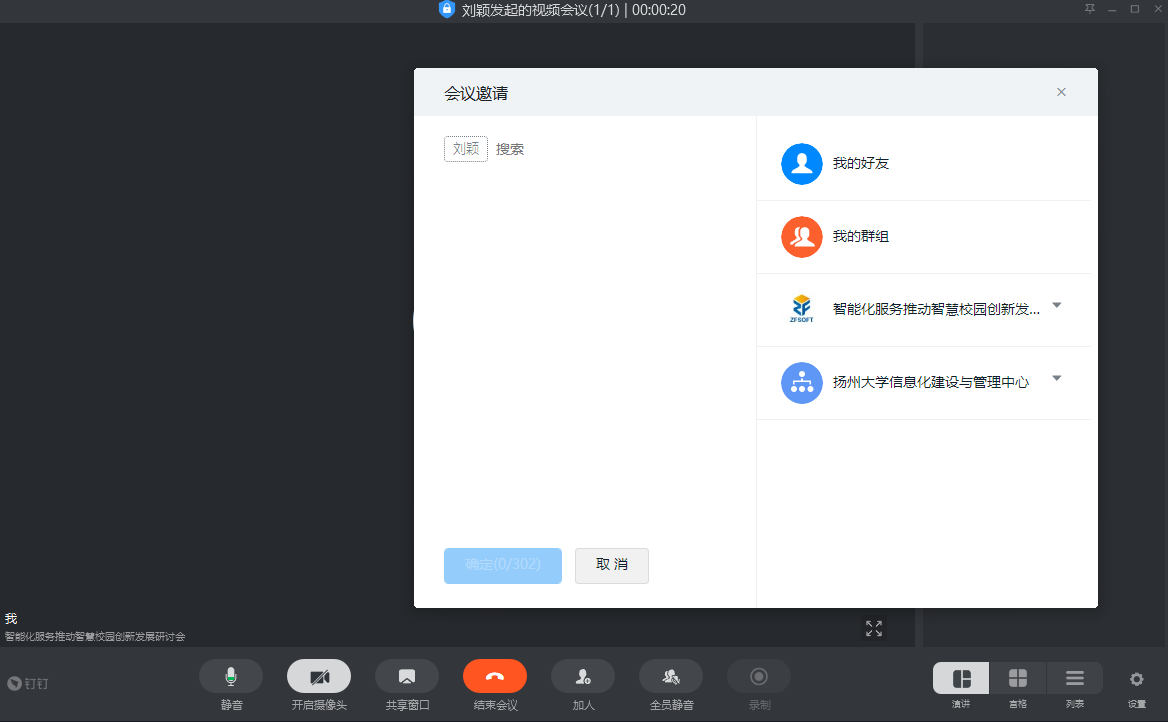 刘颖发起的视频会议(1/1) | 00:00:20
会议邀请
刘颖 搜索
我的好友
我的群组
ZFSOFT
智能化服务推动智慧校园创新发...
扬州大学信息化建设与管理中心
确定(0/302)
取 消
我
智能化服务推动智慧校园创新发展研讨会
钉钉
静音
开启摄像头
共享窗口
结束会议
加人
全员静音
录制
演讲
宫格
列表
设置